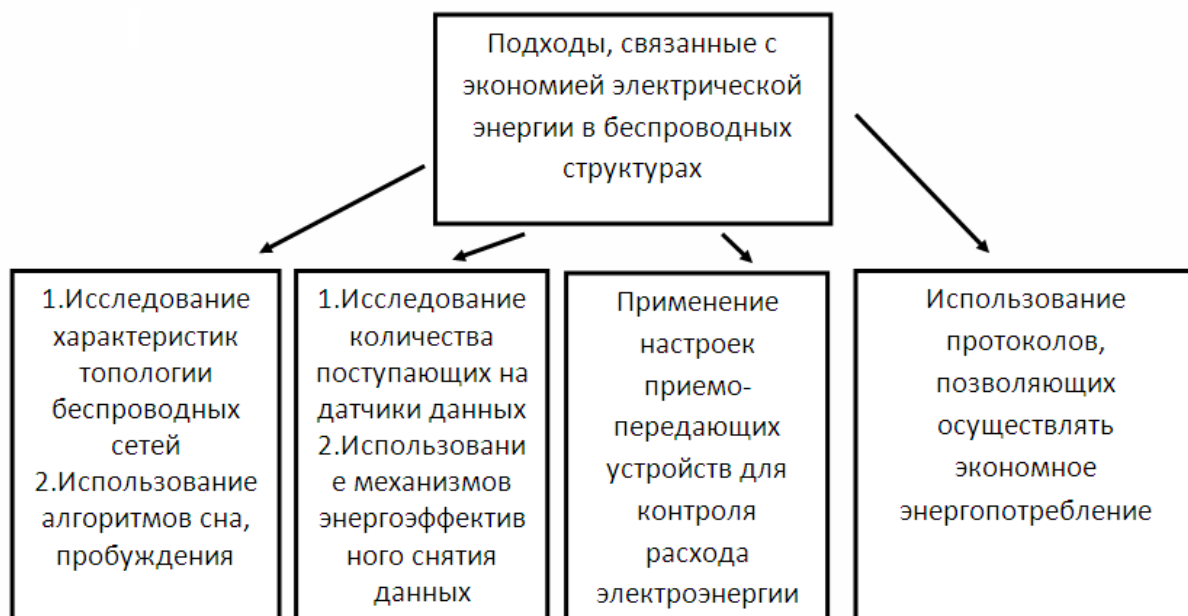 Подходы, связанные с
экономией электрической
энергии в беспроводных
структурах
1.Исследование
характеристик
топологии
беспроводных
сетей
2.Использование
алгоритмов сна,
пробуждения
1.Исследование
количества
поступающих на
датчики данных
2.Использовани
е механизмов
энергоэффектив
ного снятия
данных
Применение
настроек
приемо-
передающих
устройств для
контроля
расхода
электроэнергии
Использование
протоколов,
позволяющих
осуществлять
экономное
энергопотребление